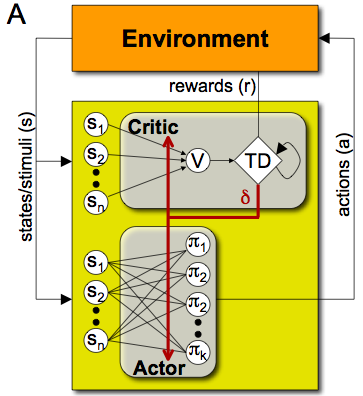 A
Environment
rewards (r)
states/stimuli (s)
actions (a)
Critic
s1
s2
sn
V
TD
δ
s1
s2
sn
π1
π2
π2
πk
Actor